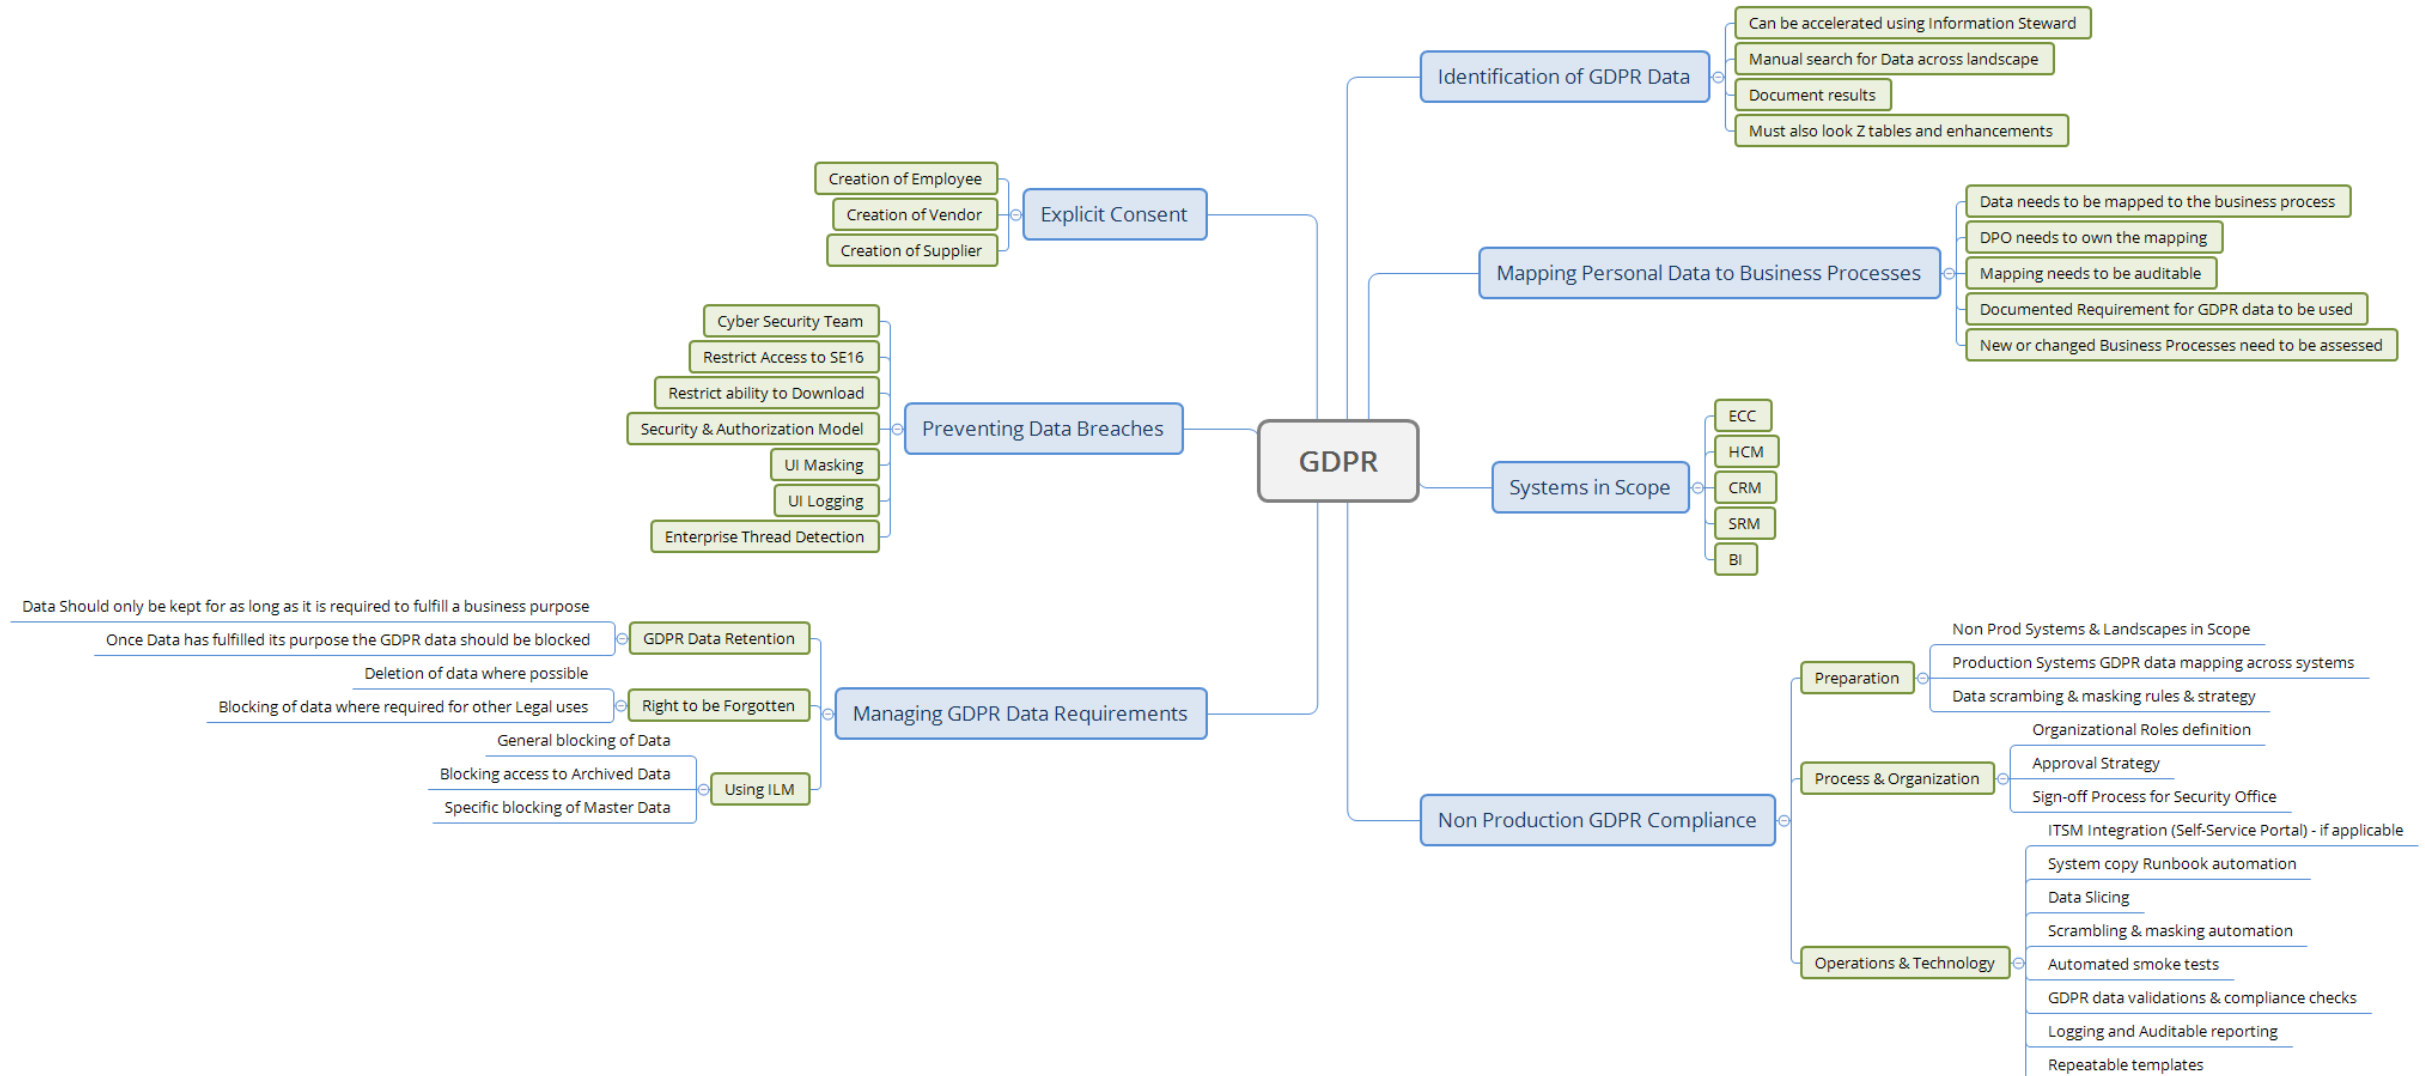 GDPR
Identification of GDPR Data
Can be accelerated using Information Steward
Manual search for Data across landscape
Document results
Must also look Z tables and enhancements
Mapping Personal Data to Business Processes
Data needs to be mapped to the business process
DPO needs to own the mapping
Mapping needs to be auditable
Documented Requirement for GDPR data to be used
New or changed Business Processes need to be assessed
Systems in Scope
ECC
HCM
CRM
SRM
BI
Non Production GDPR Compliance
Preparation
Non Prod Systems & Landscapes in Scope
Production Systems GDPR data mapping across systems
Data scrambing & masking rules & strategy
Process & Organization
Organizational Roles definition
Approval Strategy
Sign-off Process for Security Office
Operations & Technology
ITSM Integration (Self-Service Portal) - if applicable
System copy Runbook automation
Data Slicing
Scrambling & masking automation
Automated smoke tests
GDPR data validations & compliance checks
Logging and Auditable reporting
Repeatable templates
Explicit Consent
Creation of Employee
Creation of Vendor
Creation of Supplier
Preventing Data Breaches
Cyber Security Team
Restrict Access to SE16
Restrict ability to Download
Security & Authorization Model
UI Masking
UI Logging
Enterprise Thread Detection
Managing GDPR Data Requirements
GDPR Data Retention
Data Should only be kept for as long as it is required to fulfill a business purpose
Once Data has fulfilled its purpose the GDPR data should be blocked
Right to be Forgotten
Deletion of data where possible
Blocking of data where required for other Legal uses
Using ILM
General blocking of Data
Blocking access to Archived Data
Specific blocking of Master Data